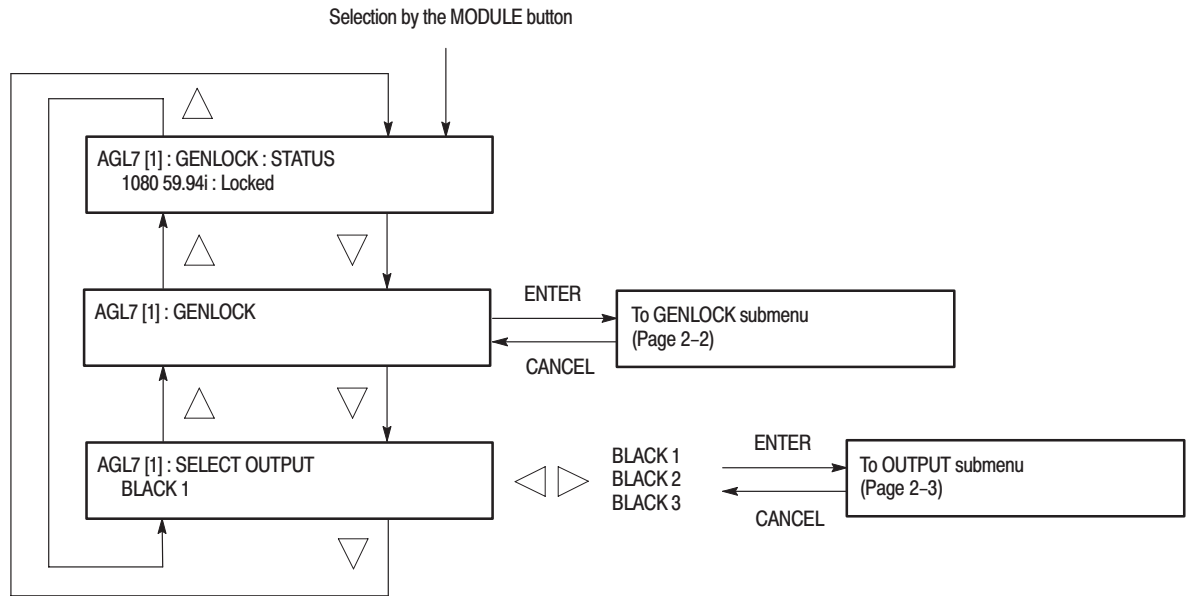 Selection by the MODULE button
AGL7 [1] : GENLOCK : STATUS
1080 59.94i : Locked
AGL7 [1] : GENLOCK
ENTER
CANCEL
To GENLOCK submenu
(Page 2–2)
AGL7 [1] : SELECT OUTPUT
BLACK 1
BLACK 1
BLACK 2
BLACK 3
ENTER
CANCEL
To OUTPUT submenu
(Page 2–3)